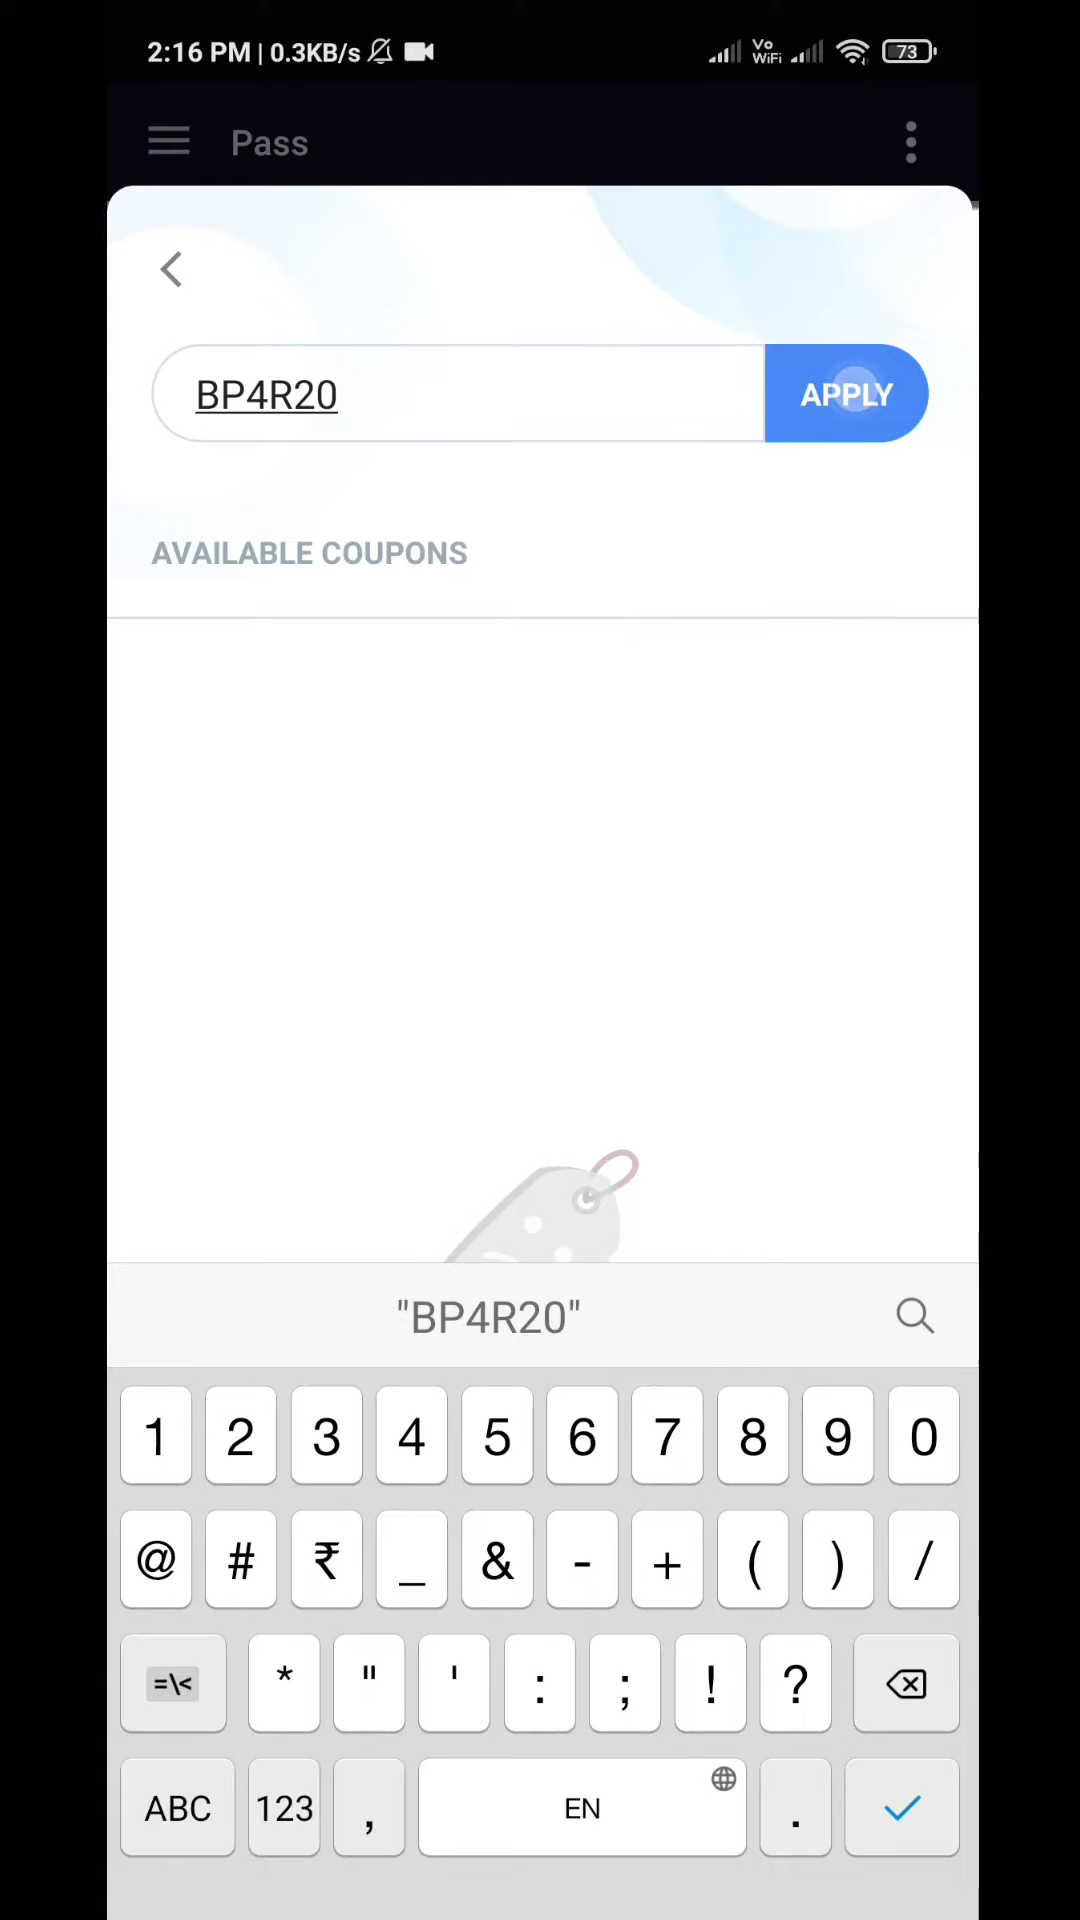 2:16 PM | 0.3KB/s Vo WiFi 73
Pass
BP4R20 APPLY
AVAILABLE COUPONS
"BP4R20"
1 2 3 4 5 6 7 8 9 0
@ # ₹ _ & - + ( ) /
=\< * " ' : ; ! ?
ABC 123 , EN .